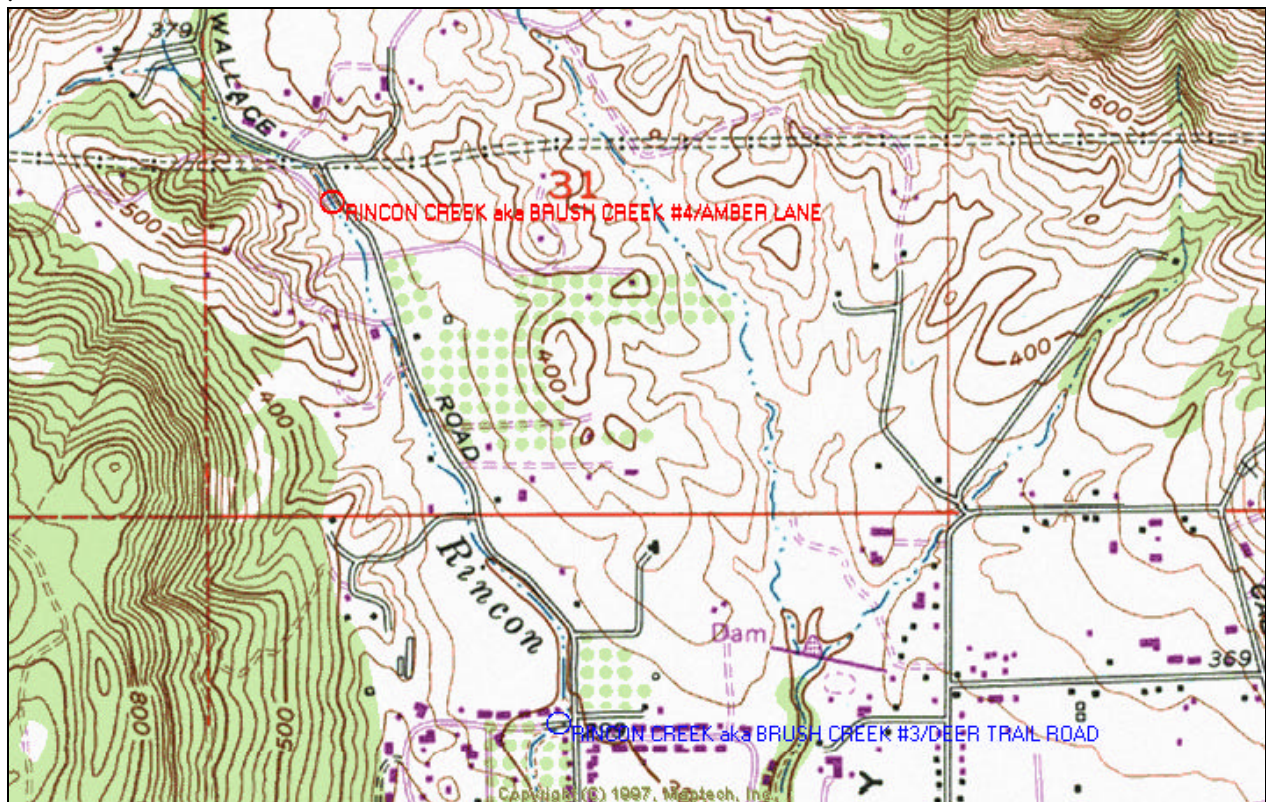 379
WALLACE
600
31
500
RINCON CREEK aka BRUSH CREEK #4/AMBER LANE
400
400
ROAD
400
Rincon
Dam
369
800
500
RINCON CREEK aka BRUSH CREEK #3/DEER TRAIL ROAD
Y
Copyright (C) 1997, Maptech, Inc.